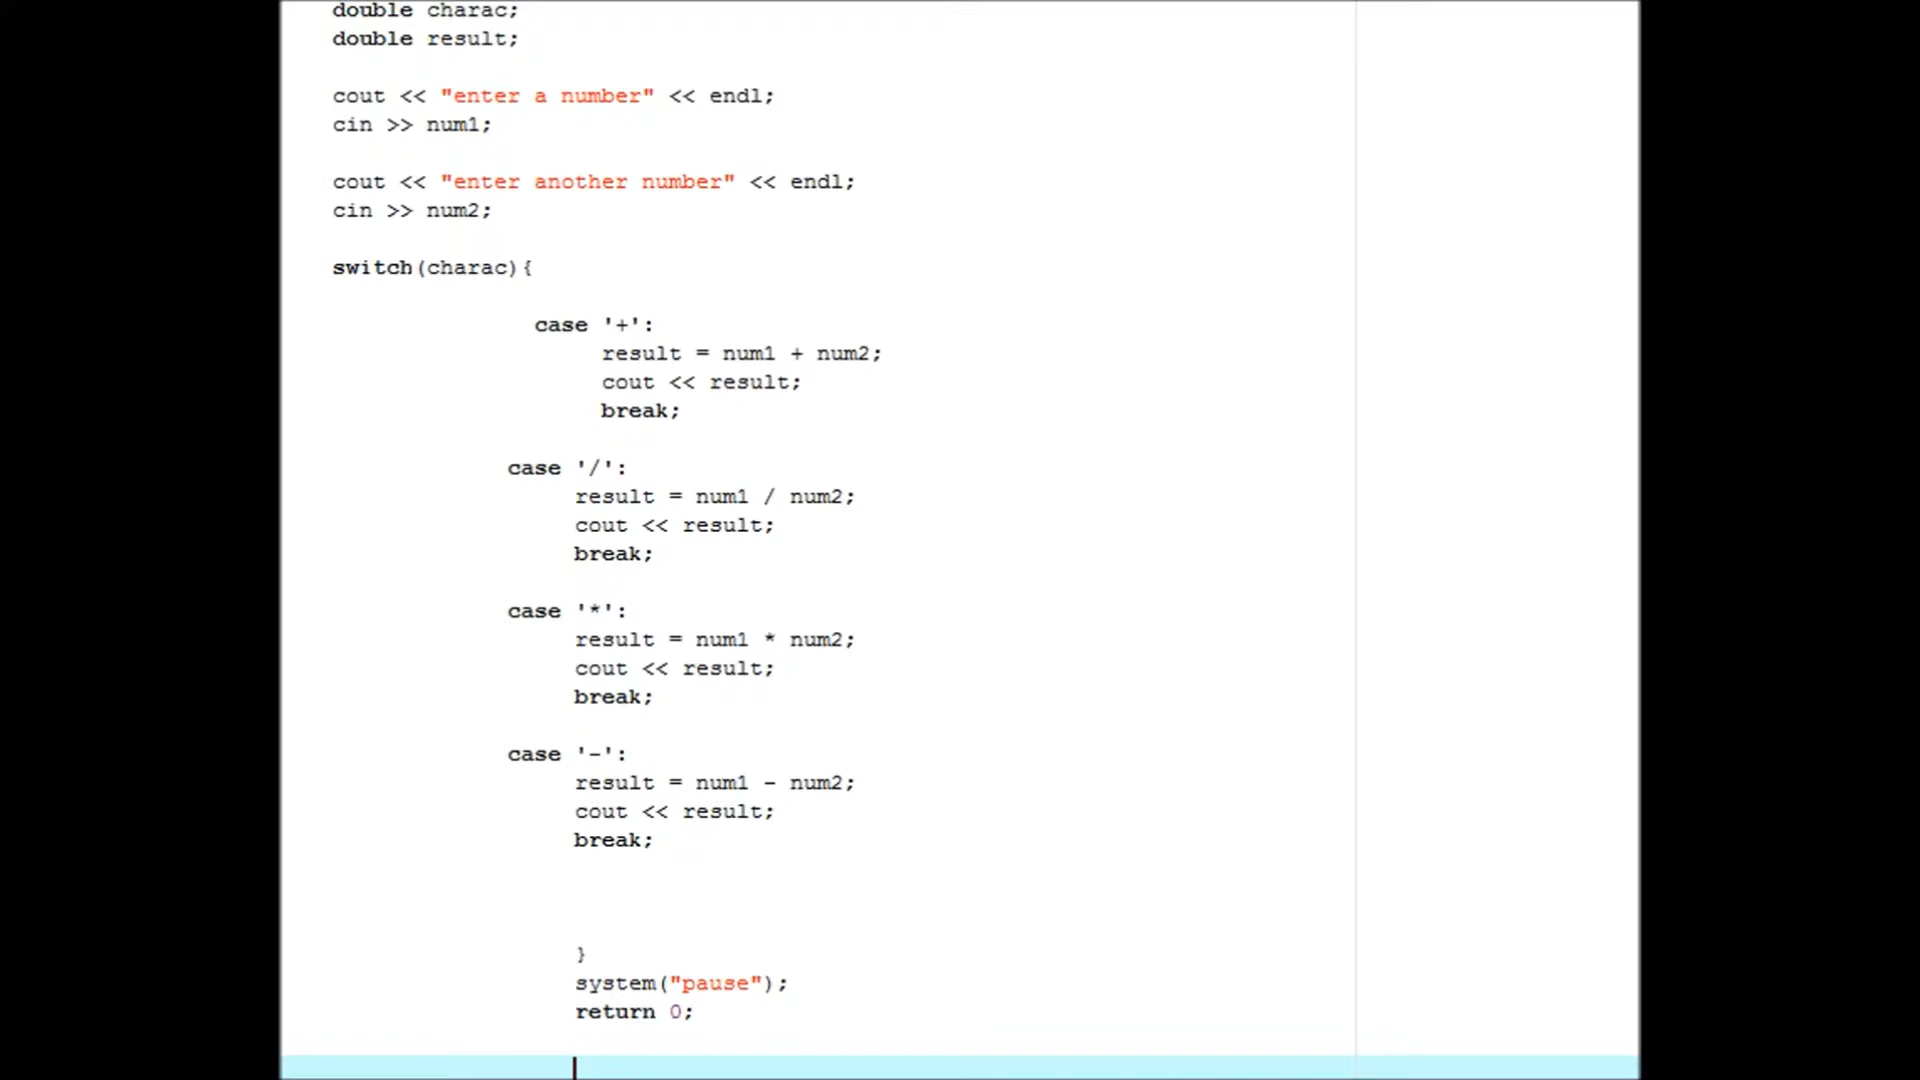 double charac;
double result;
cout << "enter a number" << endl;
cin >> num1;
cout << "enter another number" << endl;
cin >> num2;
switch(charac){
case '+':
result = num1 + num2;
cout << result;
break;
case '/':
result = num1 / num2;
cout << result;
break;
case '*':
result = num1 * num2;
cout << result;
break;
case '-':
result = num1 - num2;
cout << result;
break;
}
system("pause");
return 0;